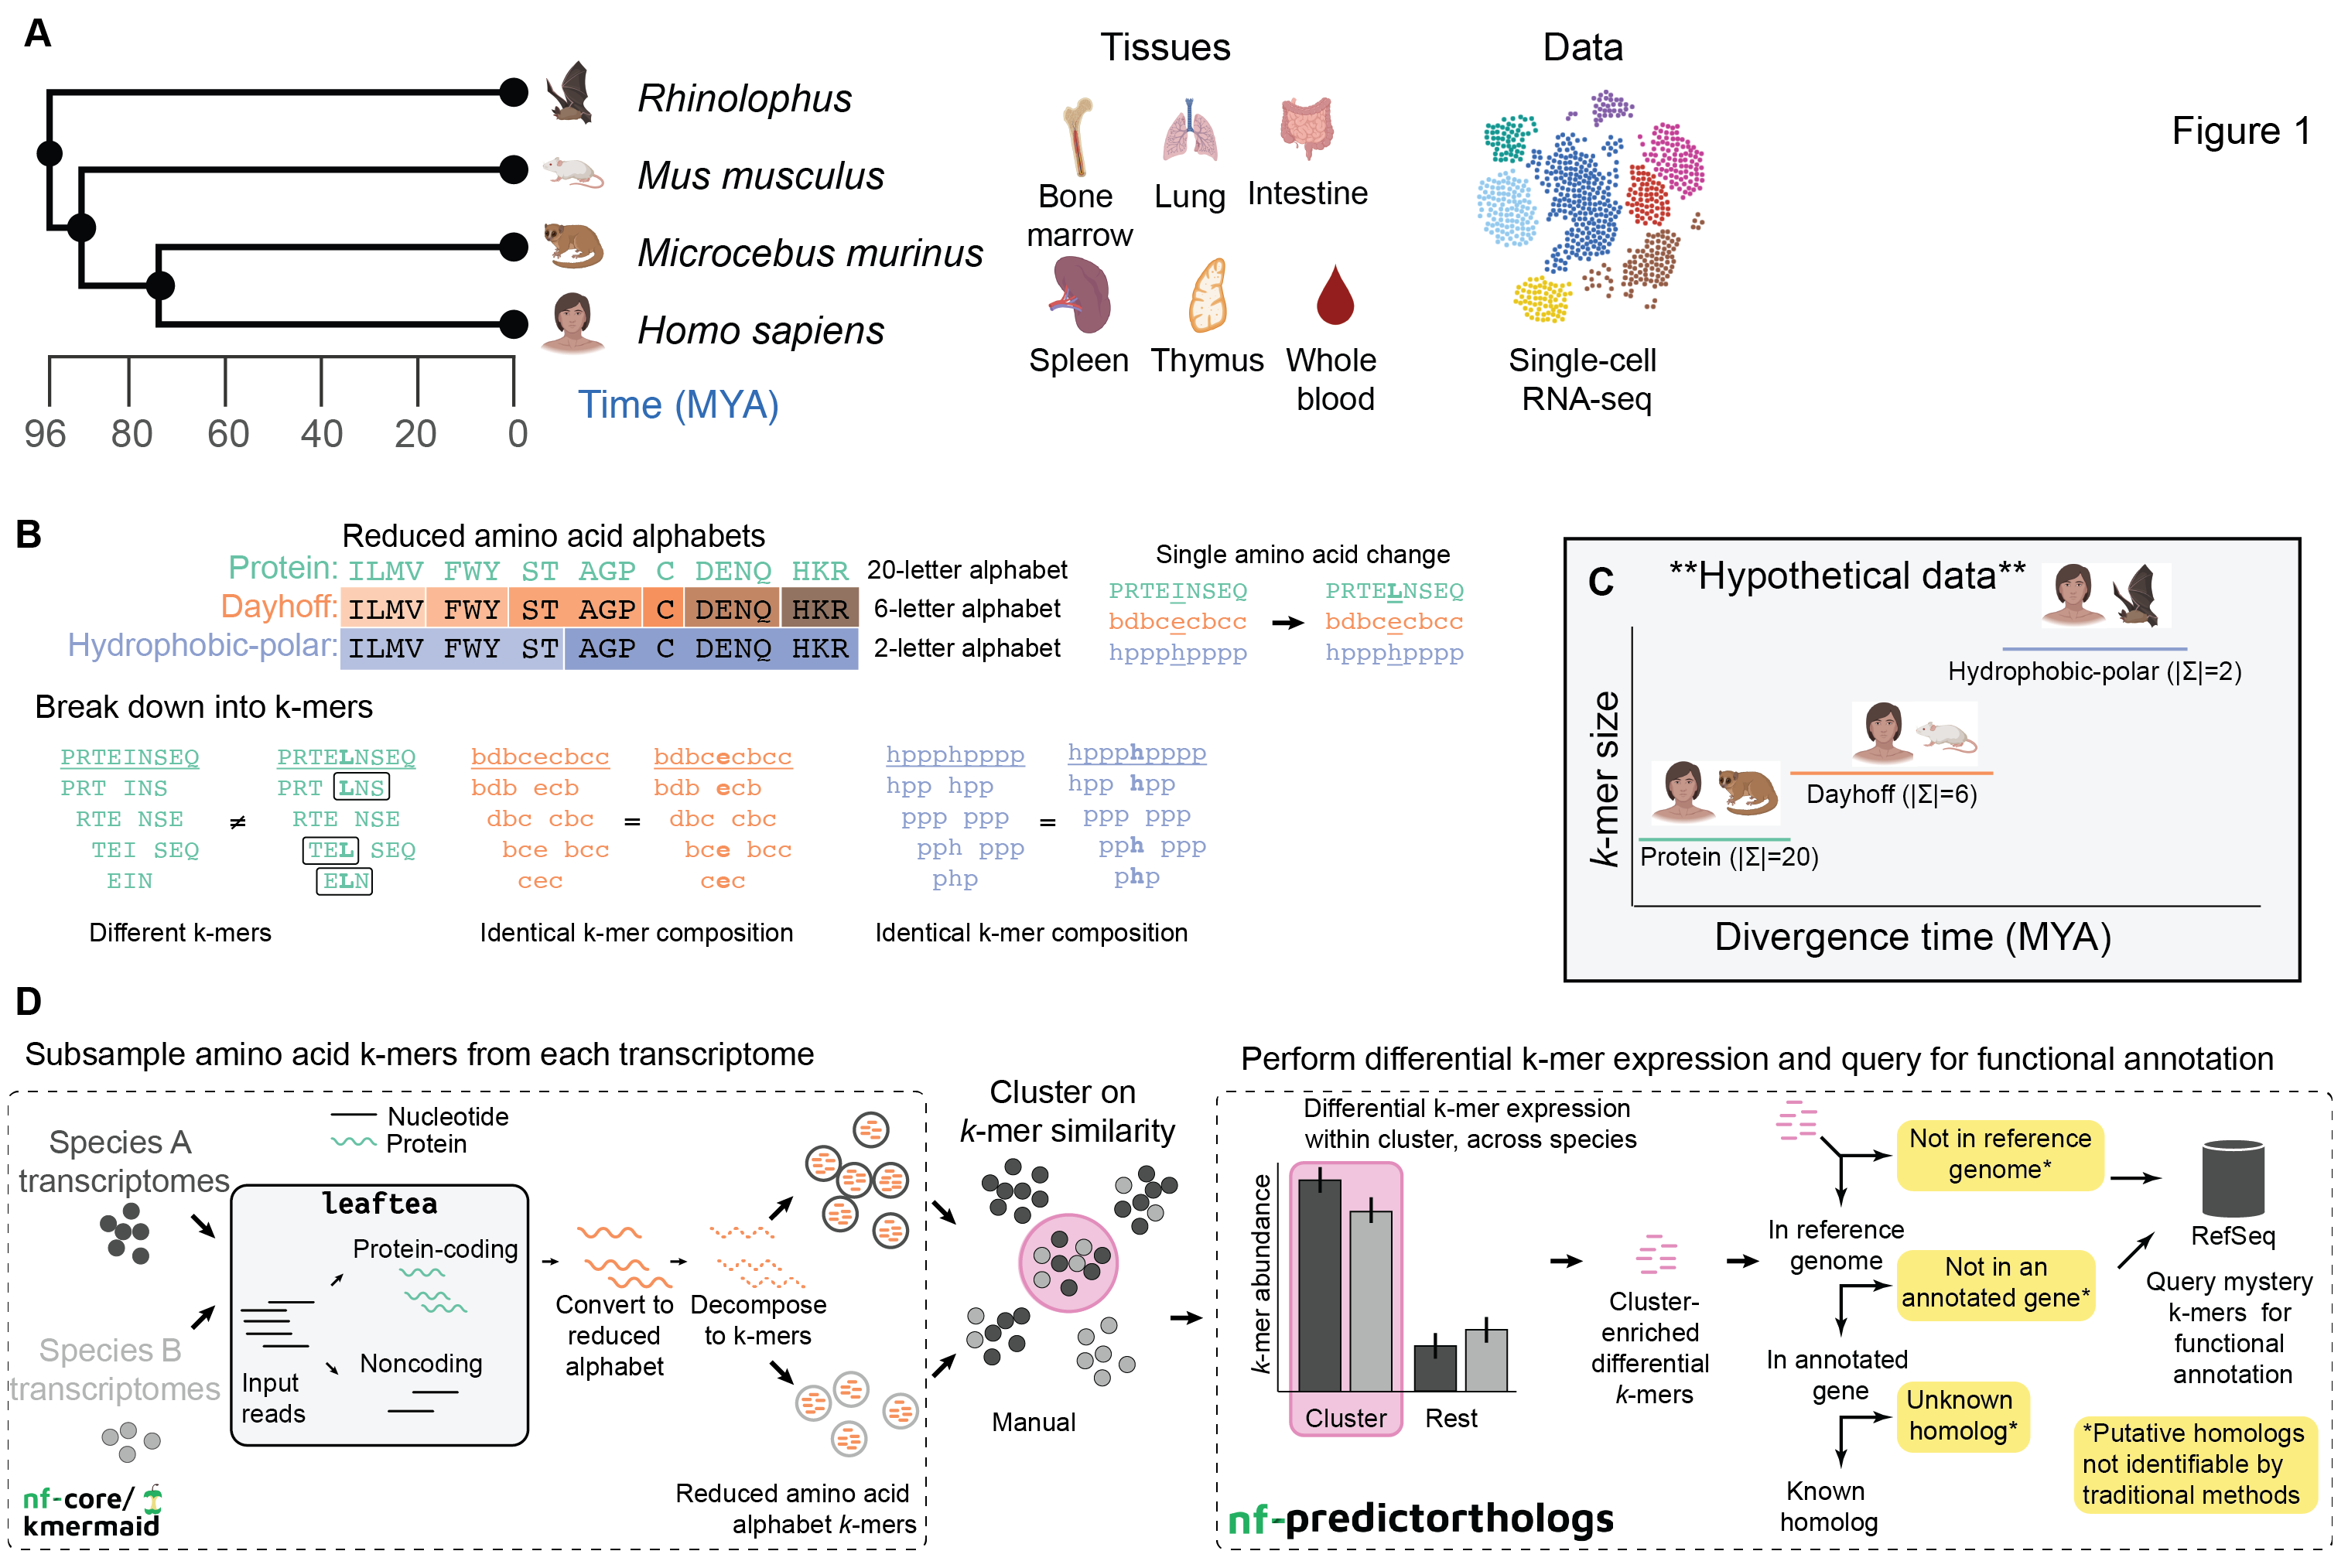 A
Rhinolophus
Mus musculus
Microcebus murinus
Homo sapiens
96 80 60 40 20 0
Time (MYA)
Tissues
Bone
marrow
Lung
Intestine
Spleen
Thymus
Whole
blood
Data
Single-cell
RNA-seq
Figure 1
B
Reduced amino acid alphabets
Protein: ILMV FWY ST AGP C DENQ HKR 20-letter alphabet
Dayhoff: ILMV FWY ST AGP C DENQ HKR 6-letter alphabet
Hydrophobic-polar: ILMV FWY ST AGP C DENQ HKR 2-letter alphabet
Single amino acid change
PRTEINSEQ PRTELNSEQ
bdbcecbcc → bdbcecbcc
hppphpppp hppphpppp
Break down into k-mers
PRTEINSEQ
PRT INS
RTE NSE
TEI SEQ
EIN
≠
PRTELNSEQ
PRT LNS
RTE NSE
TEL SEQ
ELN
Different k-mers
bdbcecbcc
bdb ecb
dbc cbc
bce bcc
cec
=
bdbcecbcc
bdb ecb
dbc cbc
bce bcc
cec
Identical k-mer composition
hppphpppp
hpp hpp
ppp ppp
pph ppp
php
=
hppphpppp
hpp hpp
ppp ppp
pph ppp
php
Identical k-mer composition
C
**Hypothetical data**
k-mer size
Hydrophobic-polar (|Σ|=2)
Dayhoff (|Σ|=6)
Protein (|Σ|=20)
Divergence time (MYA)
D
Subsample amino acid k-mers from each transcriptome
Species A
transcriptomes
Species B
transcriptomes
Nucleotide
Protein
leaftea
Protein-coding
Noncoding
Input
reads
Convert to
reduced
alphabet
Decompose
to k-mers
Reduced amino acid
alphabet k-mers
nf-core/
kmermaid
Cluster on
k-mer similarity
Manual
Perform differential k-mer expression and query for functional annotation
Differential k-mer expression
within cluster, across species
k-mer abundance
Cluster
Rest
Cluster-
enriched
differential
k-mers
Not in reference
genome*
In reference
genome
Not in an
annotated gene*
In annotated
gene
Unknown
homolog*
Known
homolog
RefSeq
Query mystery
k-mers for
functional
annotation
*Putative homologs
not identifiable by
traditional methods
nf-predictorthologs